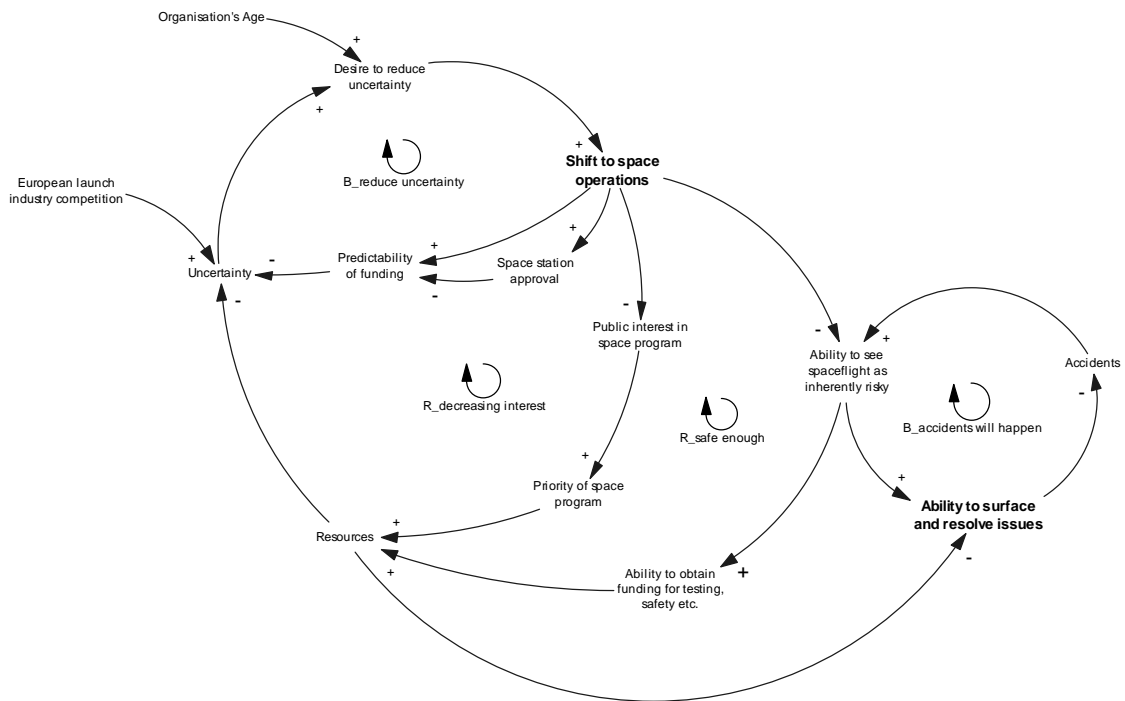 Organisation's Age
+
Desire to reduce
uncertainty
+
+
Shift to space
operations
B_reduce uncertainty
European launch
industry competition
+
Uncertainty
-
-
Predictability
of funding
+
-
+
Space station
approval
-
Public interest in
space program
-
Ability to see
spaceflight as
inherently risky
+
Accidents
-
R_decreasing interest
R_safe enough
B_accidents will happen
+
Priority of space
program
+
Ability to surface
and resolve issues
-
Resources
+
+
Ability to obtain
funding for testing,
safety etc.
+